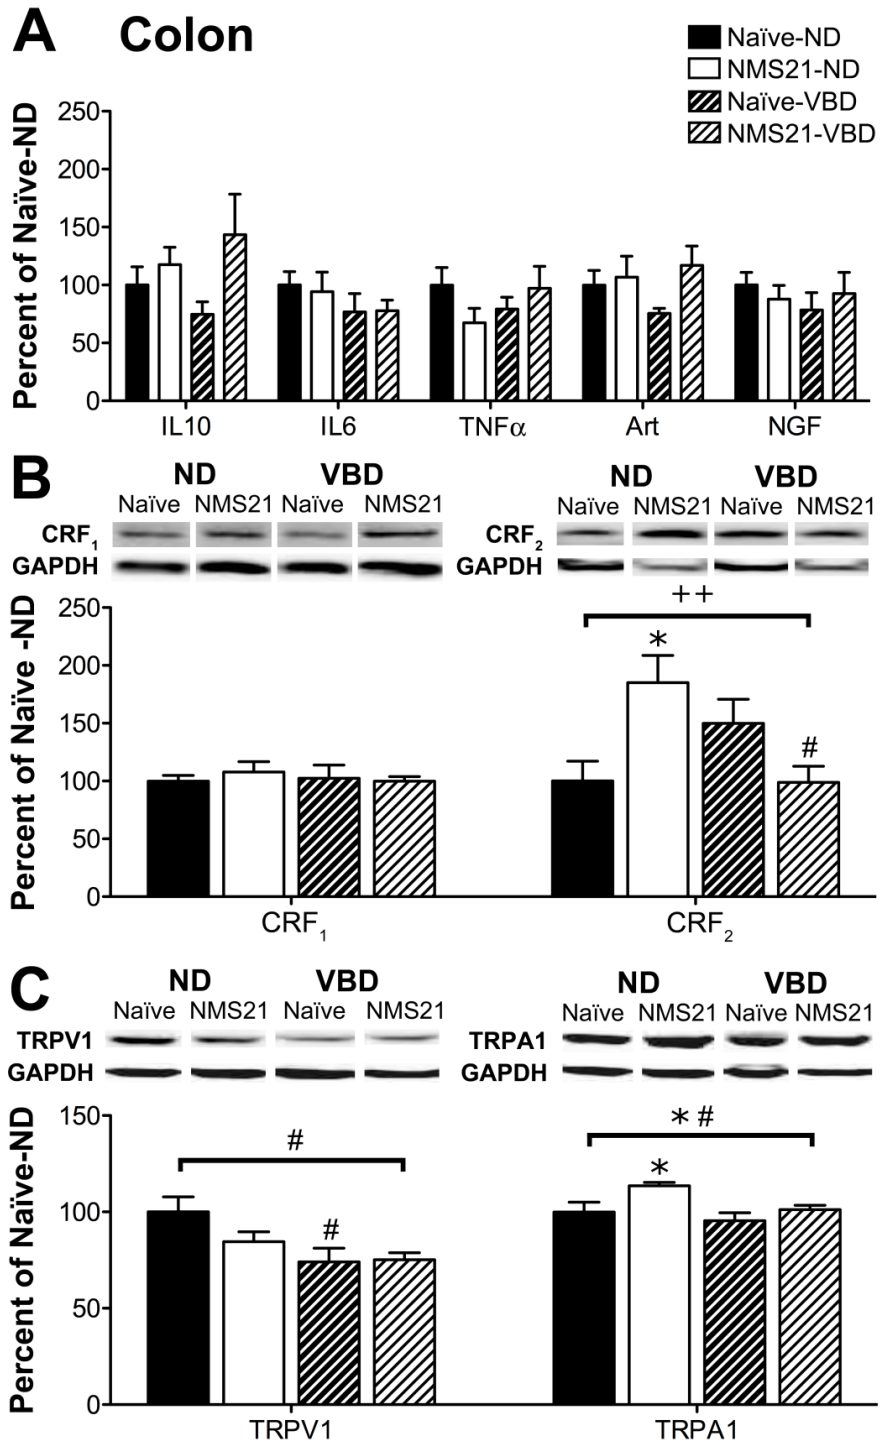 A Colon
Naïve-ND
NMS21-ND
Naïve-VBD
NMS21-VBD
Percent of Naïve-ND
250
200
150
100
50
0
IL10 IL6 TNFα Art NGF
B
ND VBD ND VBD
Naïve NMS21 Naïve NMS21 Naïve NMS21 Naïve NMS21
CRF₁ CRF₂
GAPDH GAPDH
Percent of Naïve -ND
250
200
150
100
50
0
++
*
#
CRF₁ CRF₂
C
ND VBD ND VBD
Naïve NMS21 Naïve NMS21 Naïve NMS21 Naïve NMS21
TRPV1 TRPA1
GAPDH GAPDH
Percent of Naïve-ND
150
100
50
0
# * #
# *
TRPV1 TRPA1